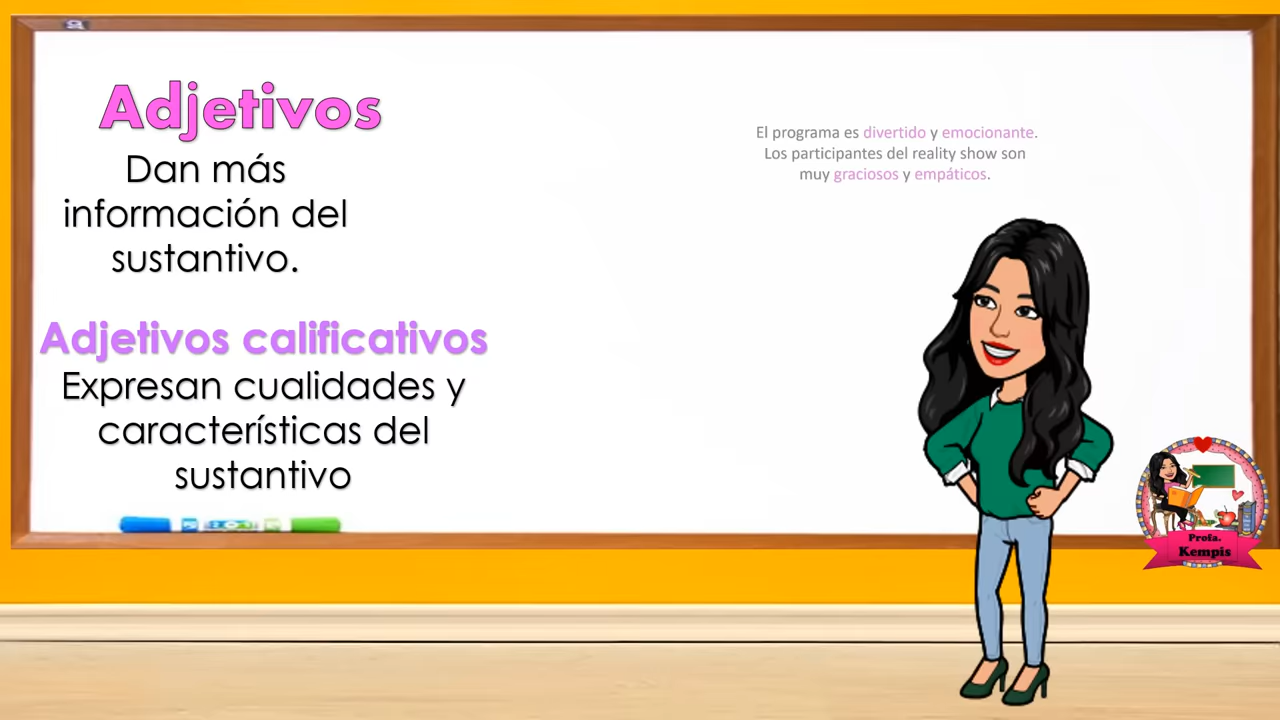 Adjetivos
Dan más
información del
sustantivo.
Adjetivos calificativos
Expresan cualidades y
características del
sustantivo
El programa es divertido y emocionante.
Los participantes del reality show son
muy graciosos y empáticos.
Profa.
Kempis